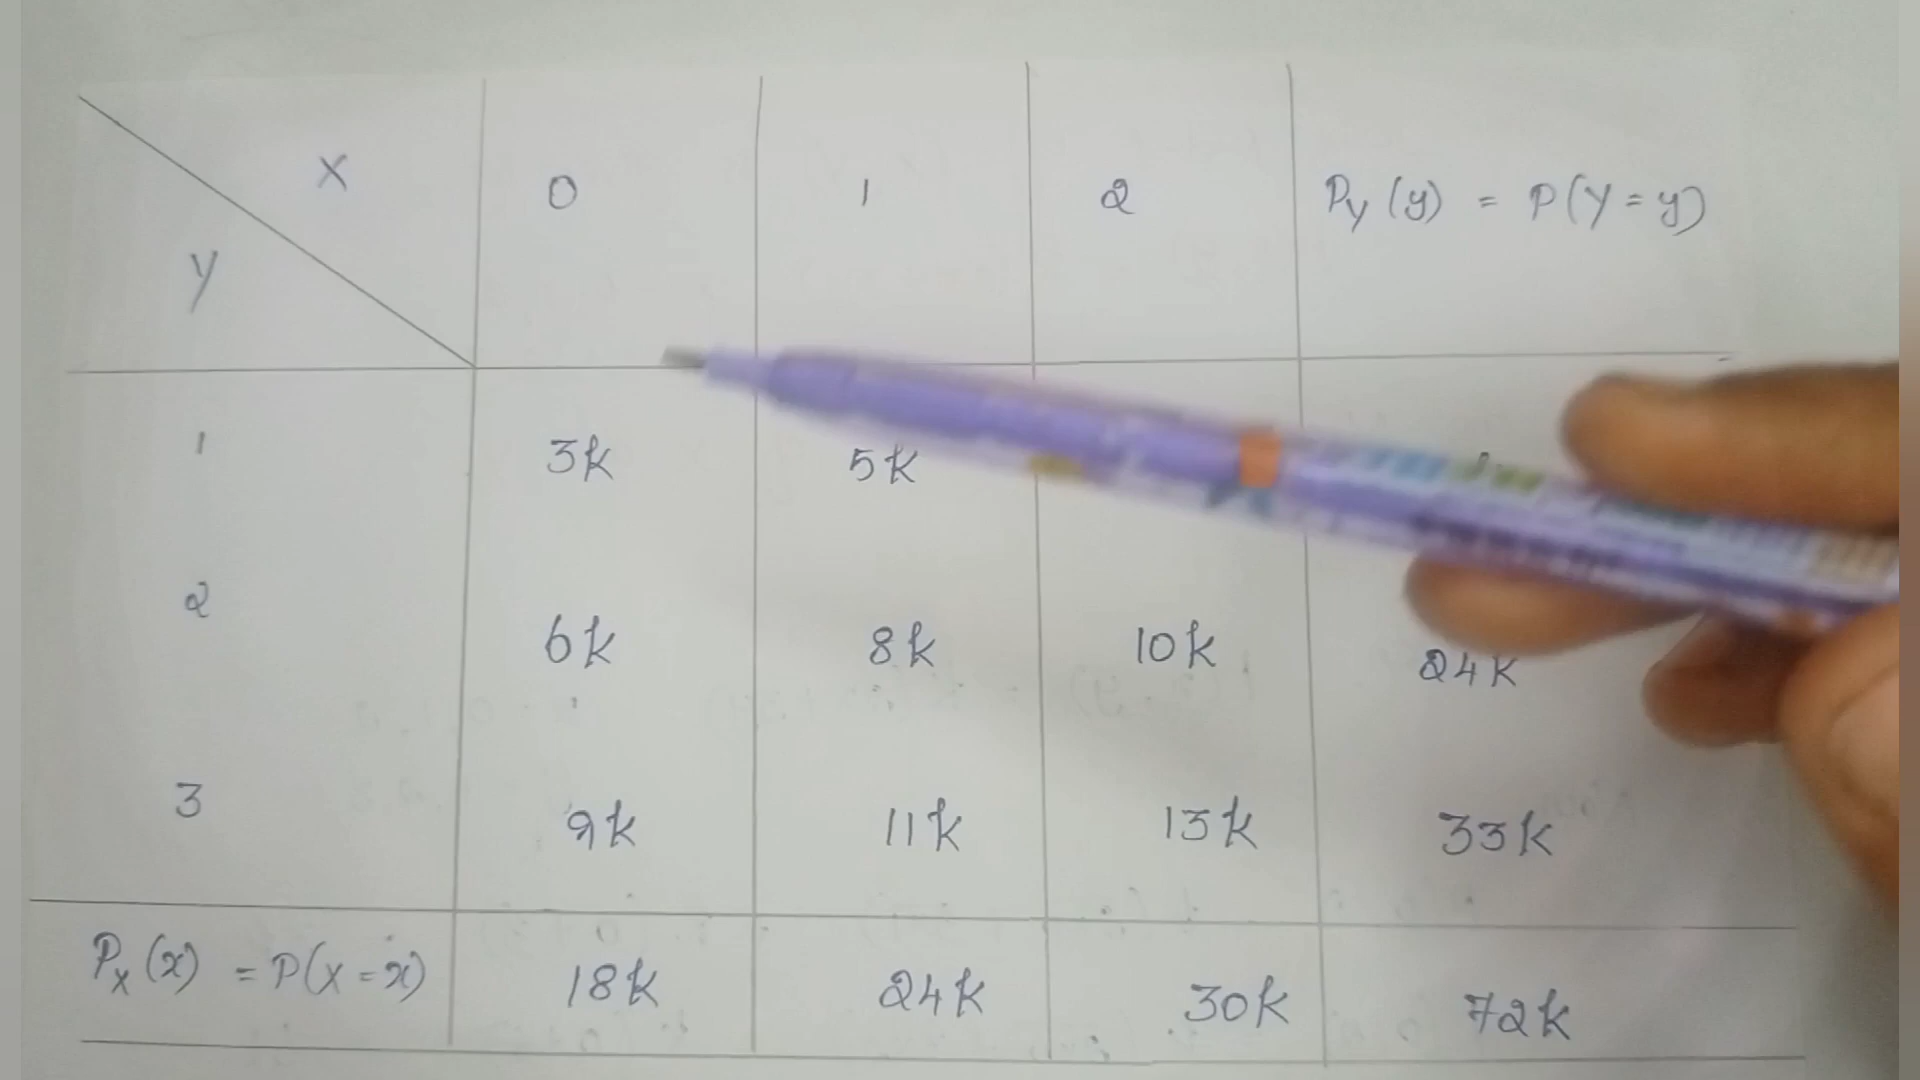 X 0 1 2 Py (y) = P(Y = y)
Y
1 3k 5k
2 6k 8k 10k 24k
3 9k 11k 13k 33k
Px (x) = P(X = x) 18k 24k 30k 72k